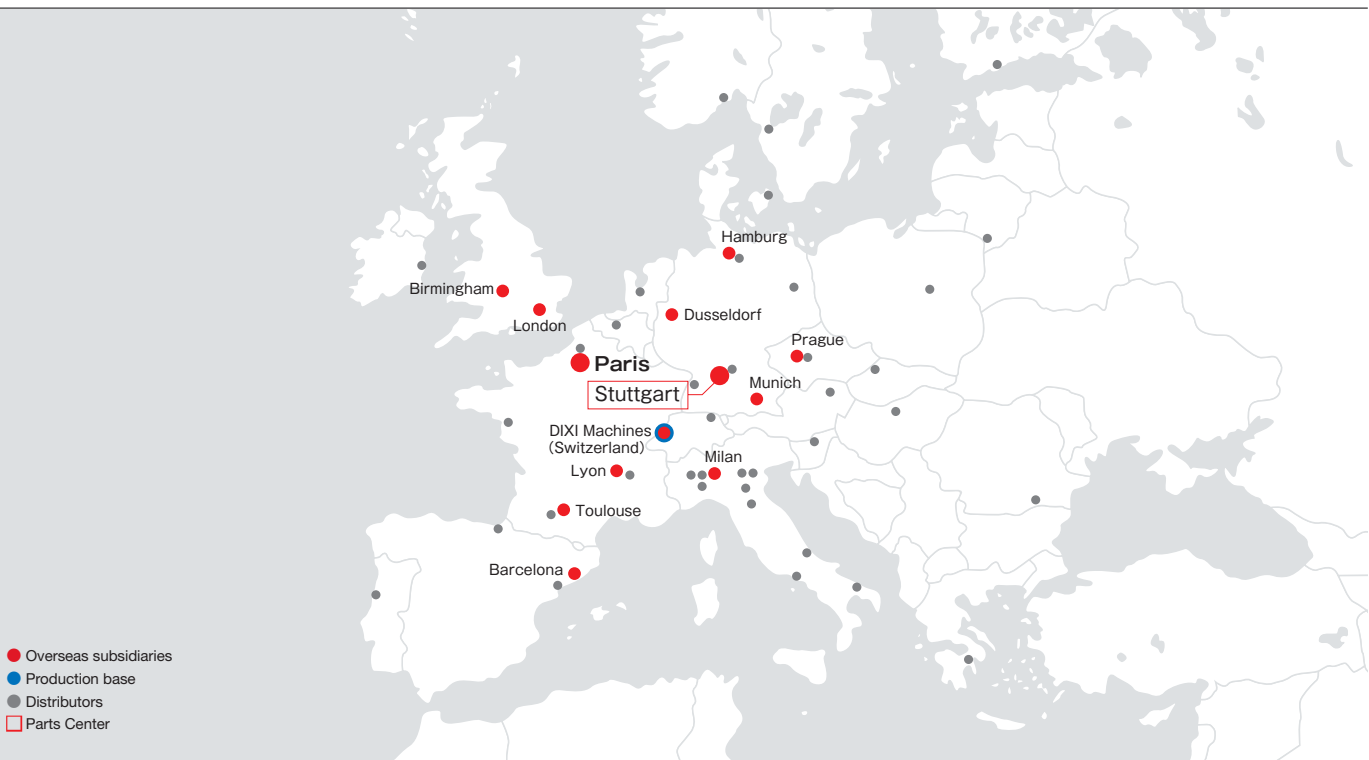 Hamburg
Birmingham
London
Dusseldorf
Prague
Paris
Stuttgart
Munich
DIXI Machines
(Switzerland)
Milan
Lyon
Toulouse
Barcelona
Overseas subsidiaries
Production base
Distributors
Parts Center